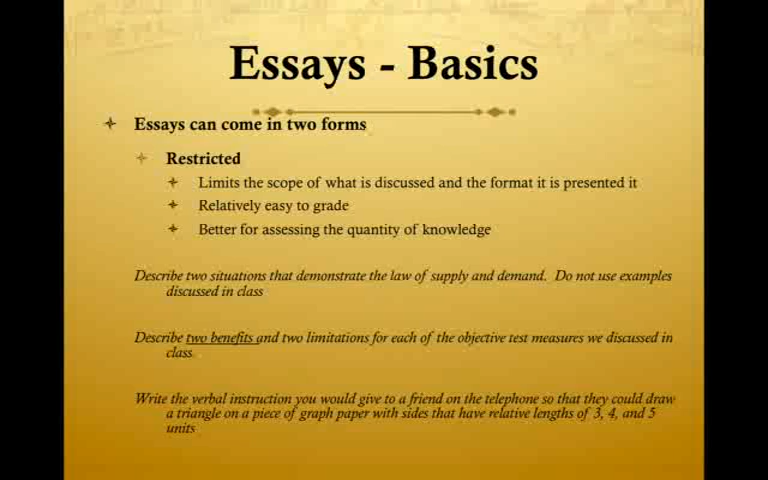 Essays - Basics
Essays can come in two forms
Restricted
Limits the scope of what is discussed and the format it is presented it
Relatively easy to grade
Better for assessing the quantity of knowledge
Describe two situations that demonstrate the law of supply and demand. Do not use examples
discussed in class
Describe two benefits and two limitations for each of the objective test measures we discussed in
class
Write the verbal instruction you would give to a friend on the telephone so that they could draw
a triangle on a piece of graph paper with sides that have relative lengths of 3, 4, and 5
units